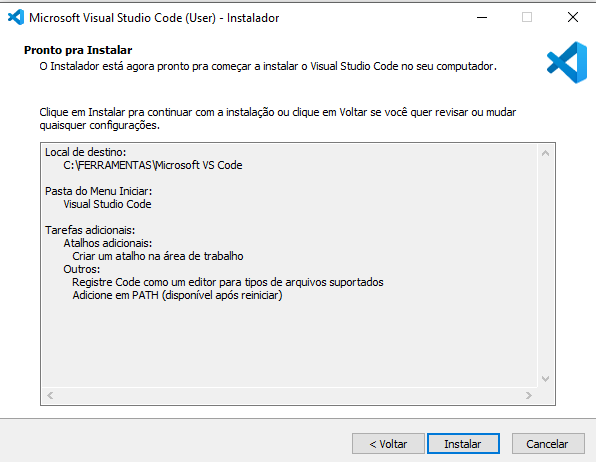 Microsoft Visual Studio Code (User) - Instalador
Pronto pra Instalar
O Instalador está agora pronto pra começar a instalar o Visual Studio Code no seu computador.
Clique em Instalar pra continuar com a instalação ou clique em Voltar se você quer revisar ou mudar
quaisquer configurações.
Local de destino:
C:\FERRAMENTAS\Microsoft VS Code
Pasta do Menu Iniciar:
Visual Studio Code
Tarefas adicionais:
Atalhos adicionais:
Criar um atalho na área de trabalho
Outros:
Registre Code como um editor para tipos de arquivos suportados
Adicione em PATH (disponível após reiniciar)
< Voltar
Instalar
Cancelar